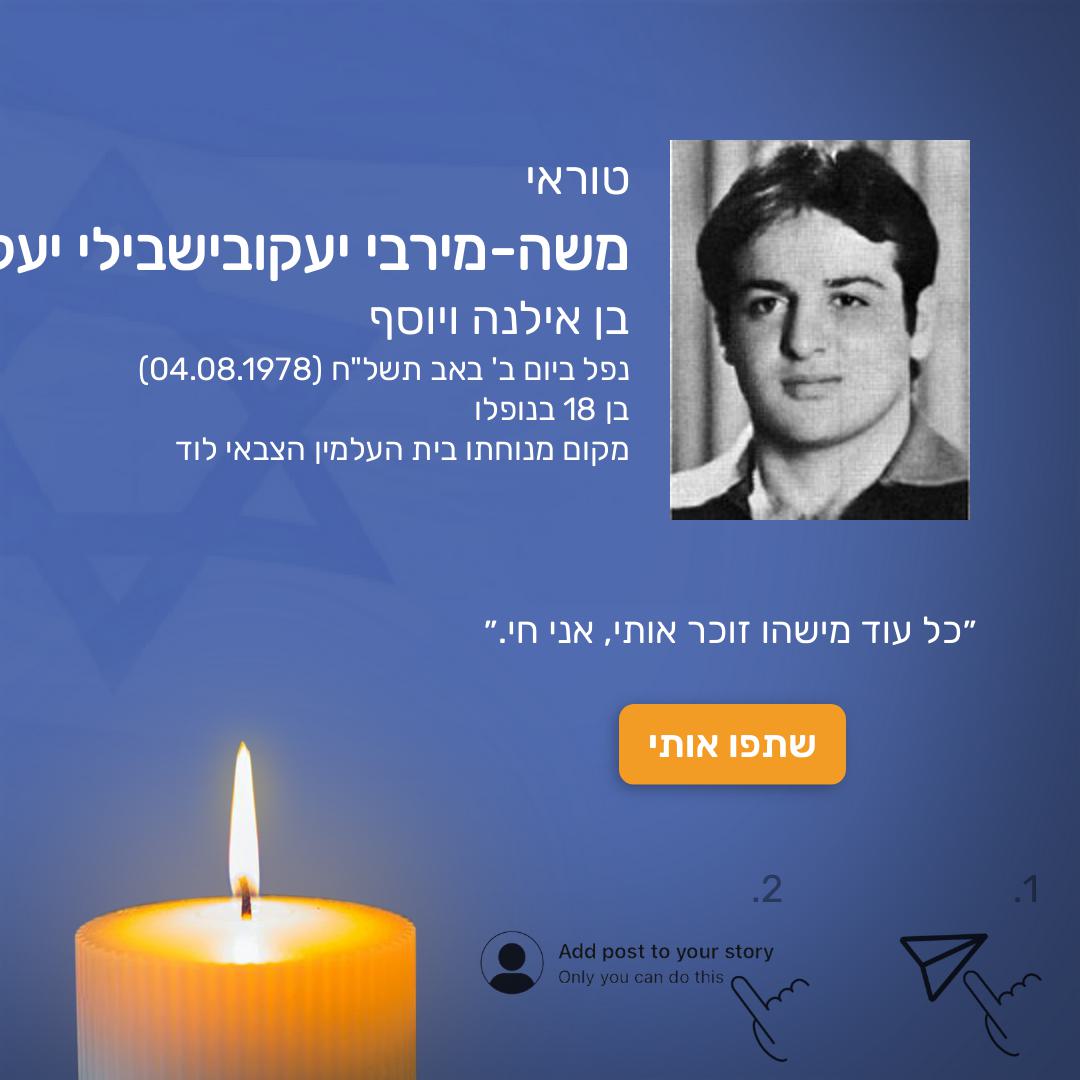 טוראי
משה-מירבי יעקובישבילי
בן אילנה ויוסף
נפל ביום ב' באב תשל"ח (04.08.1978)
בן 18 בנופלו
מקום מנוחתו בית העלמין הצבאי לוד
״כל עוד מישהו זוכר אותי, אני חי.״
שתפו אותי
1.
2.
Add post to your story
Only you can do this